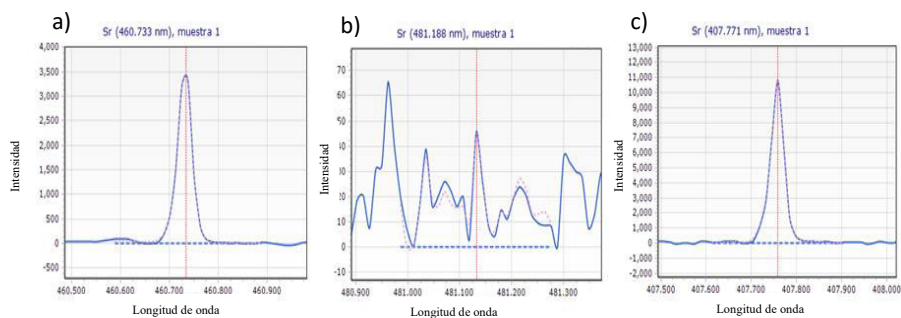 a)
Sr (460.733 nm), muestra 1
Intensidad
4,000
3,500
3,000
2,500
2,000
1,500
1,000
500
0
-500
460.500 460.600 460.700 460.800 460.900
Longitud de onda
b)
Sr (481.188 nm), muestra 1
Intensidad
70
60
50
40
30
20
10
0
-10
480.900 481.000 481.100 481.200 481.300
Longitud de onda
c)
Sr (407.771 nm), muestra 1
Intensidad
13,000
12,000
11,000
10,000
9,000
8,000
7,000
6,000
5,000
4,000
3,000
2,000
1,000
0
-1,000
-2,000
407.500 407.600 407.700 407.800 407.900 408.000
Longitud de onda